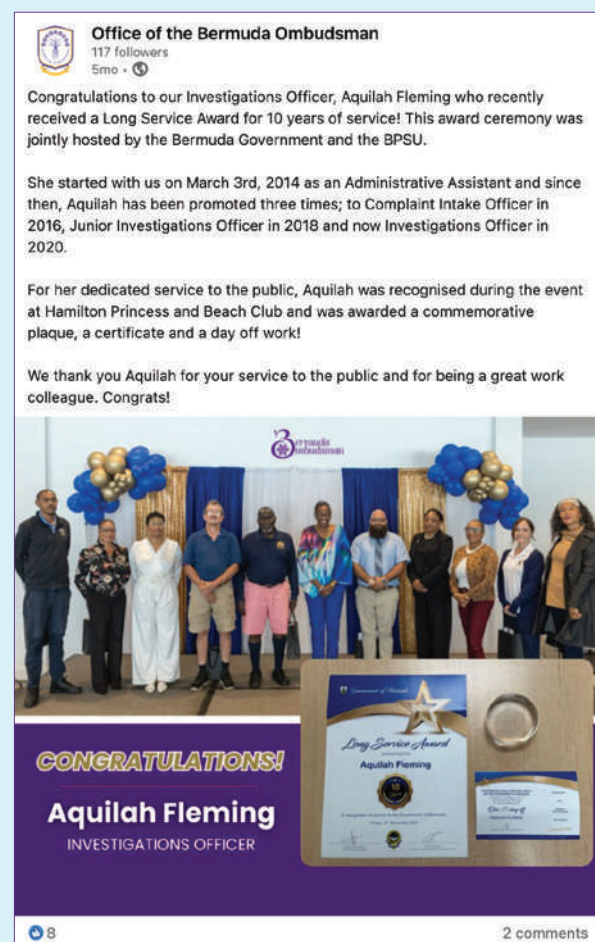 Office of the Bermuda Ombudsman
117 followers
5mo •
Congratulations to our Investigations Officer, Aquilah Fleming who recently
received a Long Service Award for 10 years of service! This award ceremony was
jointly hosted by the Bermuda Government and the BPSU.
She started with us on March 3rd, 2014 as an Administrative Assistant and since
then, Aquilah has been promoted three times; to Complaint Intake Officer in
2016, Junior Investigations Officer in 2018 and now Investigations Officer in
2020.
For her dedicated service to the public, Aquilah was recognised during the event
at Hamilton Princess and Beach Club and was awarded a commemorative
plaque, a certificate and a day off work!
We thank you Aquilah for your service to the public and for being a great work
colleague. Congrats!
Bermuda
Ombudsman
Government of Bermuda
Long Service Award
Aquilah Fleming
10
CONGRATULATIONS!
Aquilah Fleming
INVESTIGATIONS OFFICER
8
2 comments